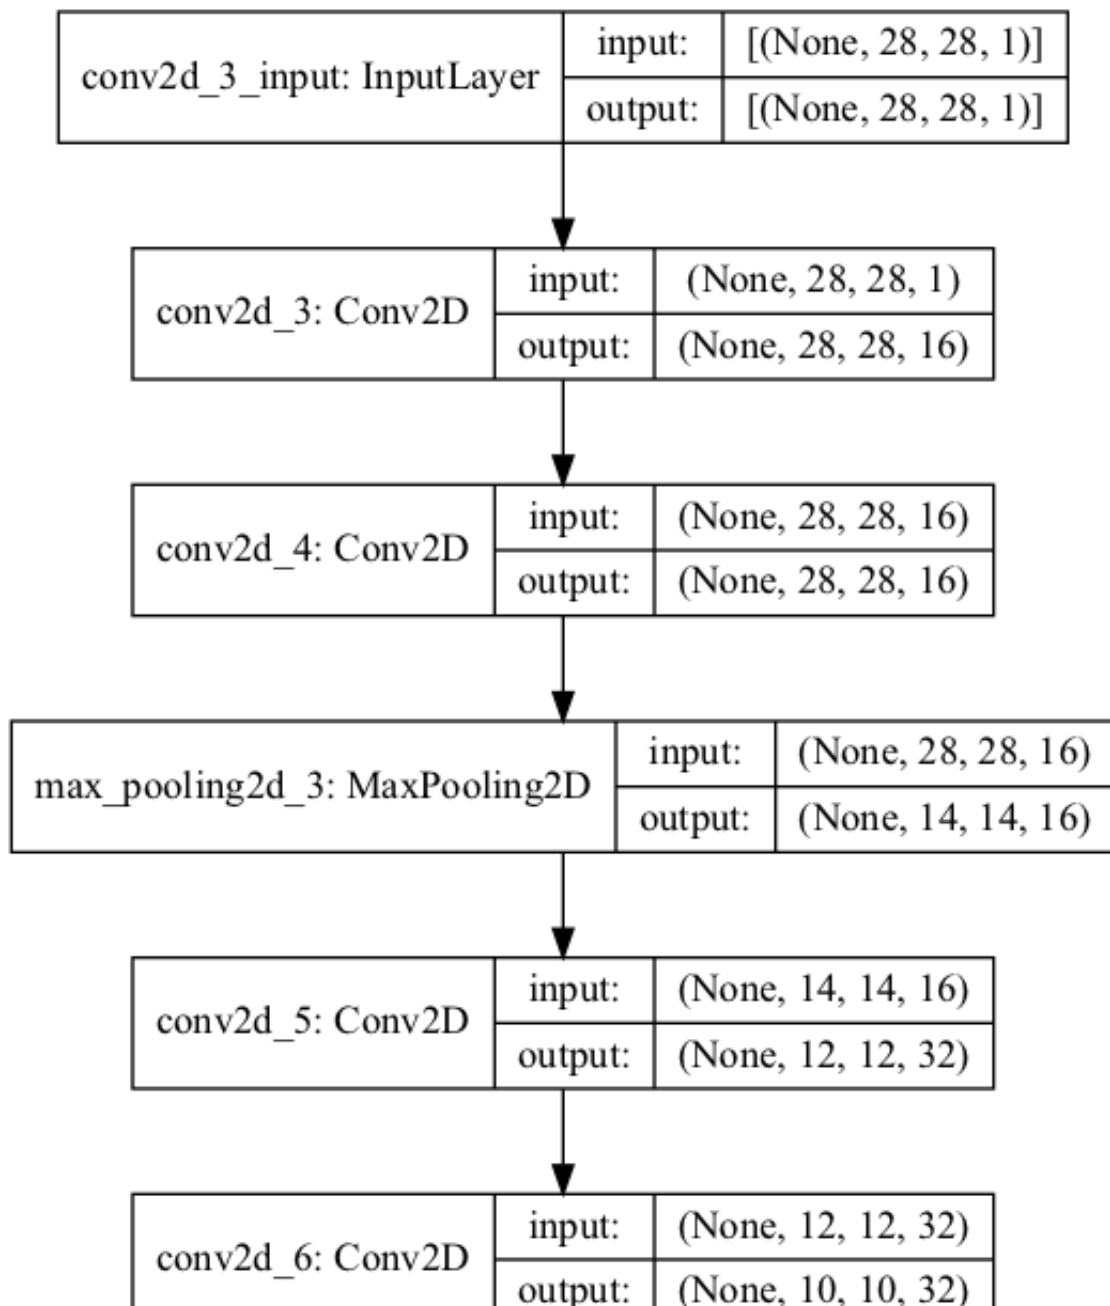 conv2d_3_input: InputLayer
input: [(None, 28, 28, 1)]
output: [(None, 28, 28, 1)]
conv2d_3: Conv2D
input: (None, 28, 28, 1)
output: (None, 28, 28, 16)
conv2d_4: Conv2D
input: (None, 28, 28, 16)
output: (None, 28, 28, 16)
max_pooling2d_3: MaxPooling2D
input: (None, 28, 28, 16)
output: (None, 14, 14, 16)
conv2d_5: Conv2D
input: (None, 14, 14, 16)
output: (None, 12, 12, 32)
conv2d_6: Conv2D
input: (None, 12, 12, 32)
output: (None, 10, 10, 32)